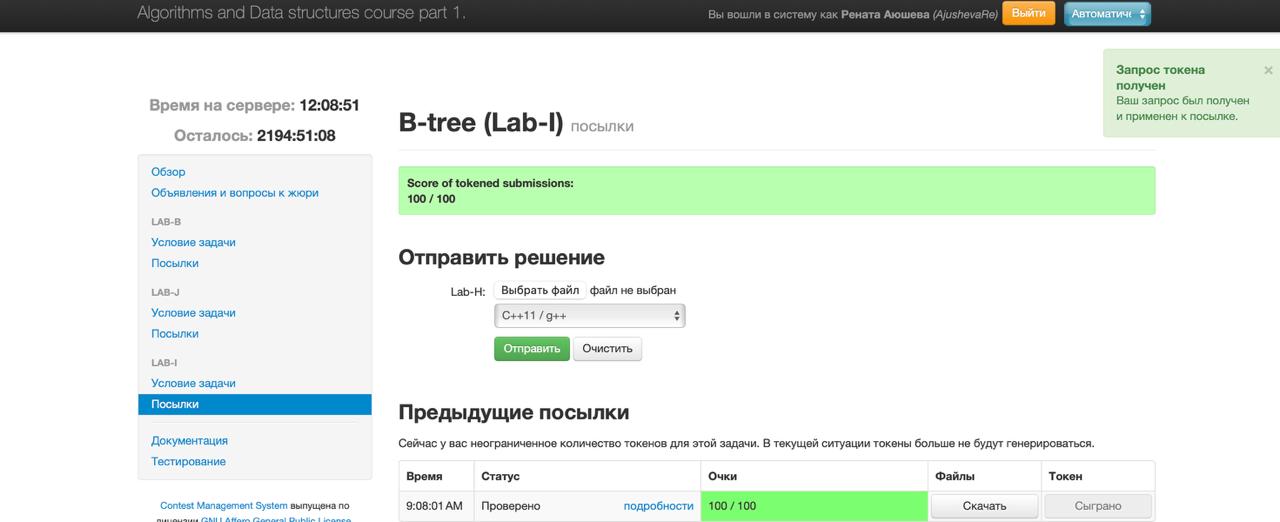 Algorithms and Data structures course part 1.
Вы вошли в систему как Рената Аюшева (AjushevaRe)
Выйти
Автоматиче
Запрос токена
получен
×
Ваш запрос был получен
и применен к посылке.
Время на сервере: 12:08:51
Осталось: 2194:51:08
Обзор
Объявления и вопросы к жюри
LAB-B
Условие задачи
Посылки
LAB-J
Условие задачи
Посылки
LAB-I
Условие задачи
Посылки
Документация
Тестирование
Contest Management System выпущена по
лицензии GNU Affero General Public License
B-tree (Lab-I) посылки
Score of tokened submissions:
100 / 100
Отправить решение
Lab-H: Выбрать файл файл не выбран
C++11 / g++
Отправить Очистить
Предыдущие посылки
Сейчас у вас неограниченное количество токенов для этой задачи. В текущей ситуации токены больше не будут генерироваться.
Время Статус Очки Файлы Токен
9:08:01 AM Проверено подробности 100 / 100 Скачать Сыграно